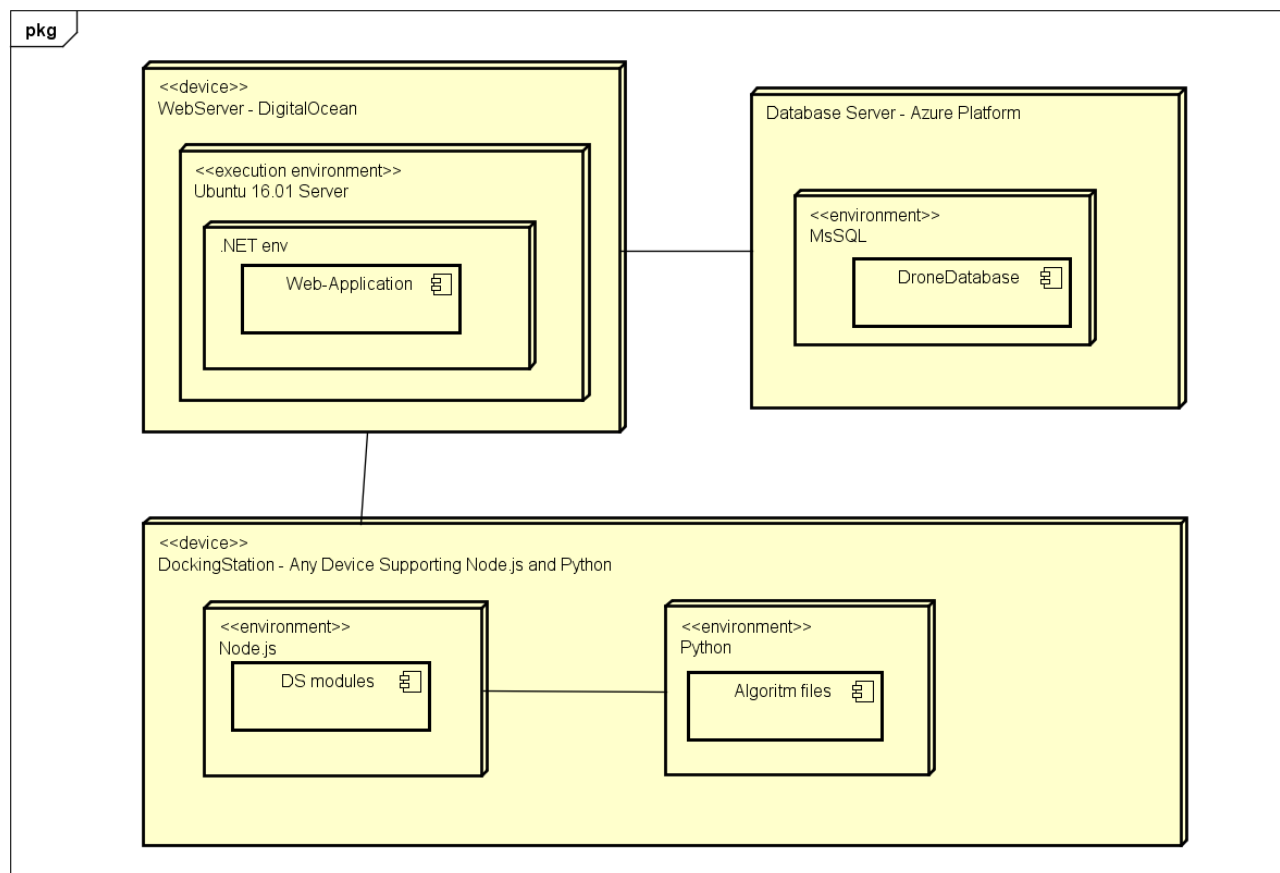 pkg
<<device>>
WebServer - DigitalOcean
<<execution environment>>
Ubuntu 16.01 Server
.NET env
Web-Application
Database Server - Azure Platform
<<environment>>
MsSQL
DroneDatabase
<<device>>
DockingStation - Any Device Supporting Node.js and Python
<<environment>>
Node.js
DS modules
<<environment>>
Python
Algoritm files